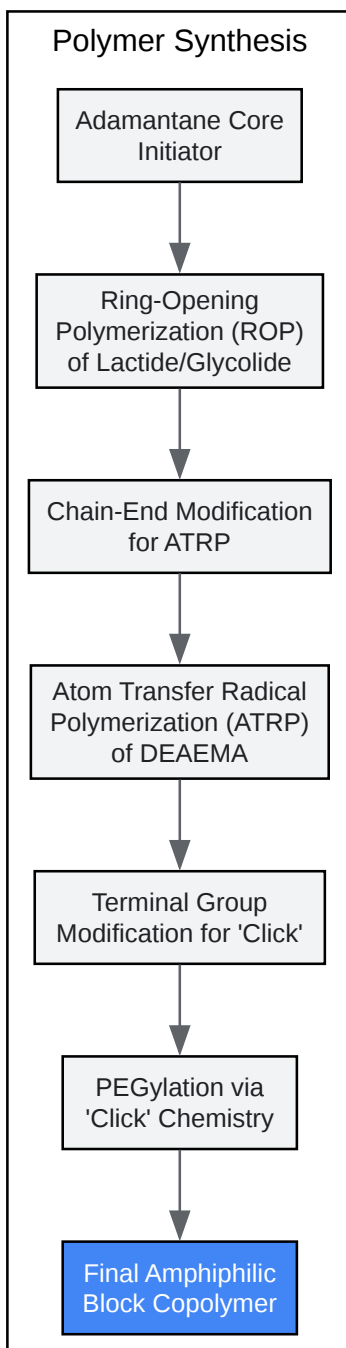 Polymer Synthesis
Adamantane Core
Initiator
Ring-Opening
Polymerization (ROP)
of Lactide/Glycolide
Chain-End Modification
for ATRP
Atom Transfer Radical
Polymerization (ATRP)
of DEAEMA
Terminal Group
Modification for 'Click'
PEGylation via
'Click' Chemistry
Final Amphiphilic
Block Copolymer